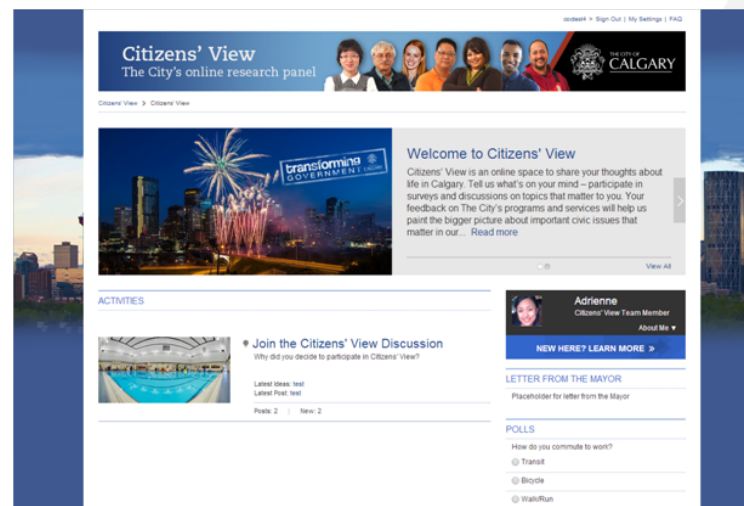 coctest4 > Sign Out | My Settings | FAQ
Citizens' View
The City's online research panel
THE CITY OF
CALGARY
Citizens' View > Citizens' View
transforming
GOVERNMENT
Welcome to Citizens' View
Citizens' View is an online space to share your thoughts about
life in Calgary. Tell us what's on your mind – participate in
surveys and discussions on topics that matter to you. Your
feedback on The City's programs and services will help us
paint the bigger picture about important civic issues that
matter in our... Read more
View All
ACTIVITIES
Join the Citizens' View Discussion
Why did you decide to participate in Citizens' View?
Latest Ideas: test
Latest Post: test
Posts: 2 | New: 2
Adrienne
Citizens' View Team Member
About Me ▼
NEW HERE? LEARN MORE »
LETTER FROM THE MAYOR
Placeholder for letter from the Mayor
POLLS
How do you commute to work?
Transit
Bicycle
Walk/Run